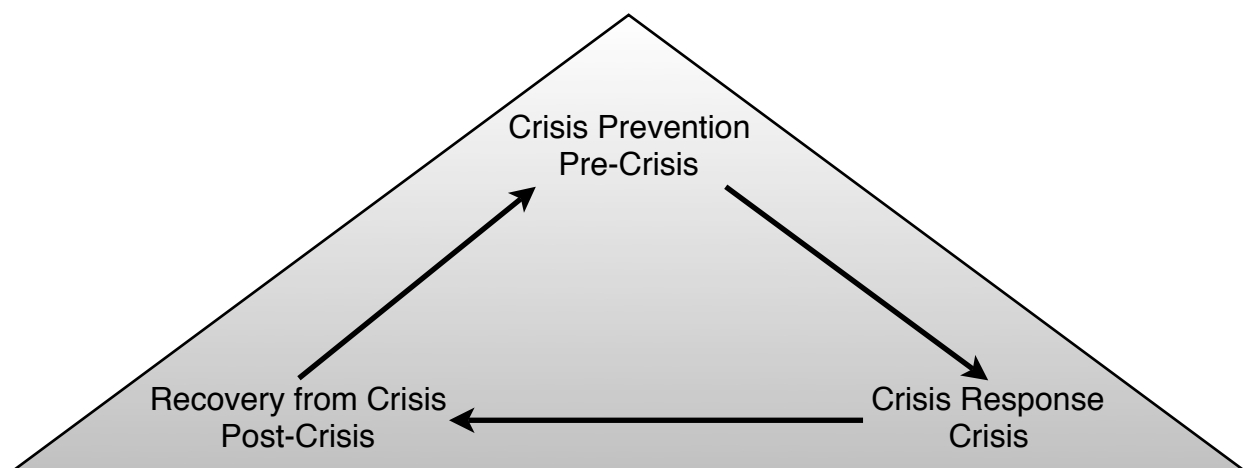 Crisis Prevention
Pre-Crisis
Recovery from Crisis
Post-Crisis
Crisis Response
Crisis